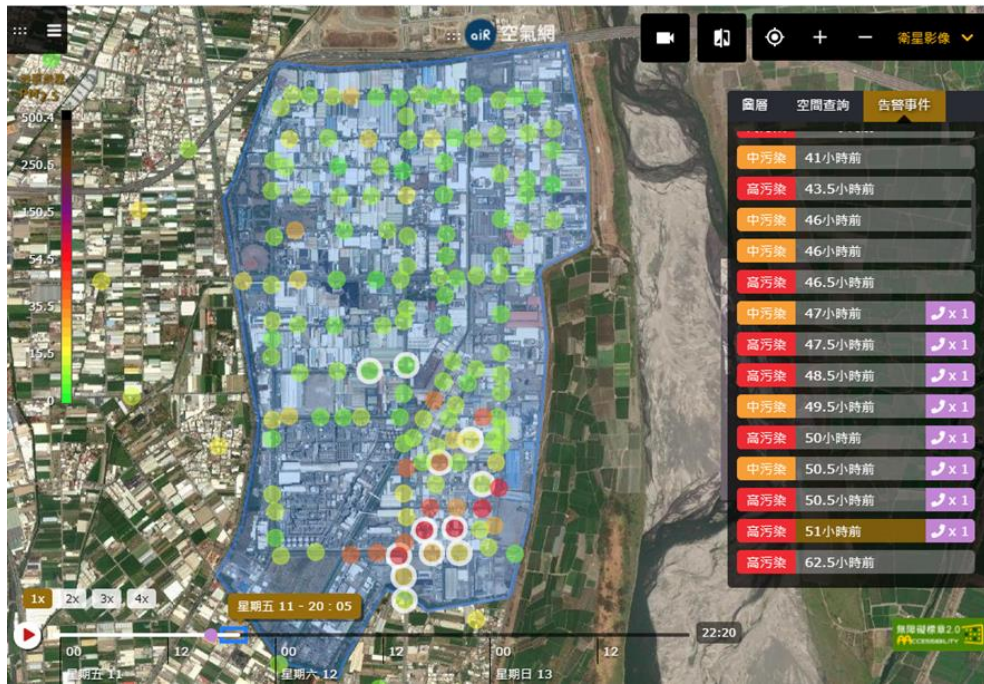 aiR 空氣網
衛星影像
PM2.5
500.4
250.5
150.5
54.5
35.5
15.5
0
圖層 空間查詢 告警事件
中污染 41小時前
高污染 43.5小時前
中污染 46小時前
中污染 46小時前
高污染 46.5小時前
中污染 47小時前 x 1
高污染 47.5小時前 x 1
高污染 48.5小時前 x 1
中污染 49.5小時前 x 1
高污染 50小時前 x 1
中污染 50.5小時前 x 1
高污染 50.5小時前 x 1
高污染 51小時前 x 1
高污染 62.5小時前
1x 2x 3x 4x
星期五 11 - 20 : 05
22:20
00 12 00 12 00 12
星期五 11 星期六 12 星期日 13
無障礙標章2.0
ACCESSIBILITY